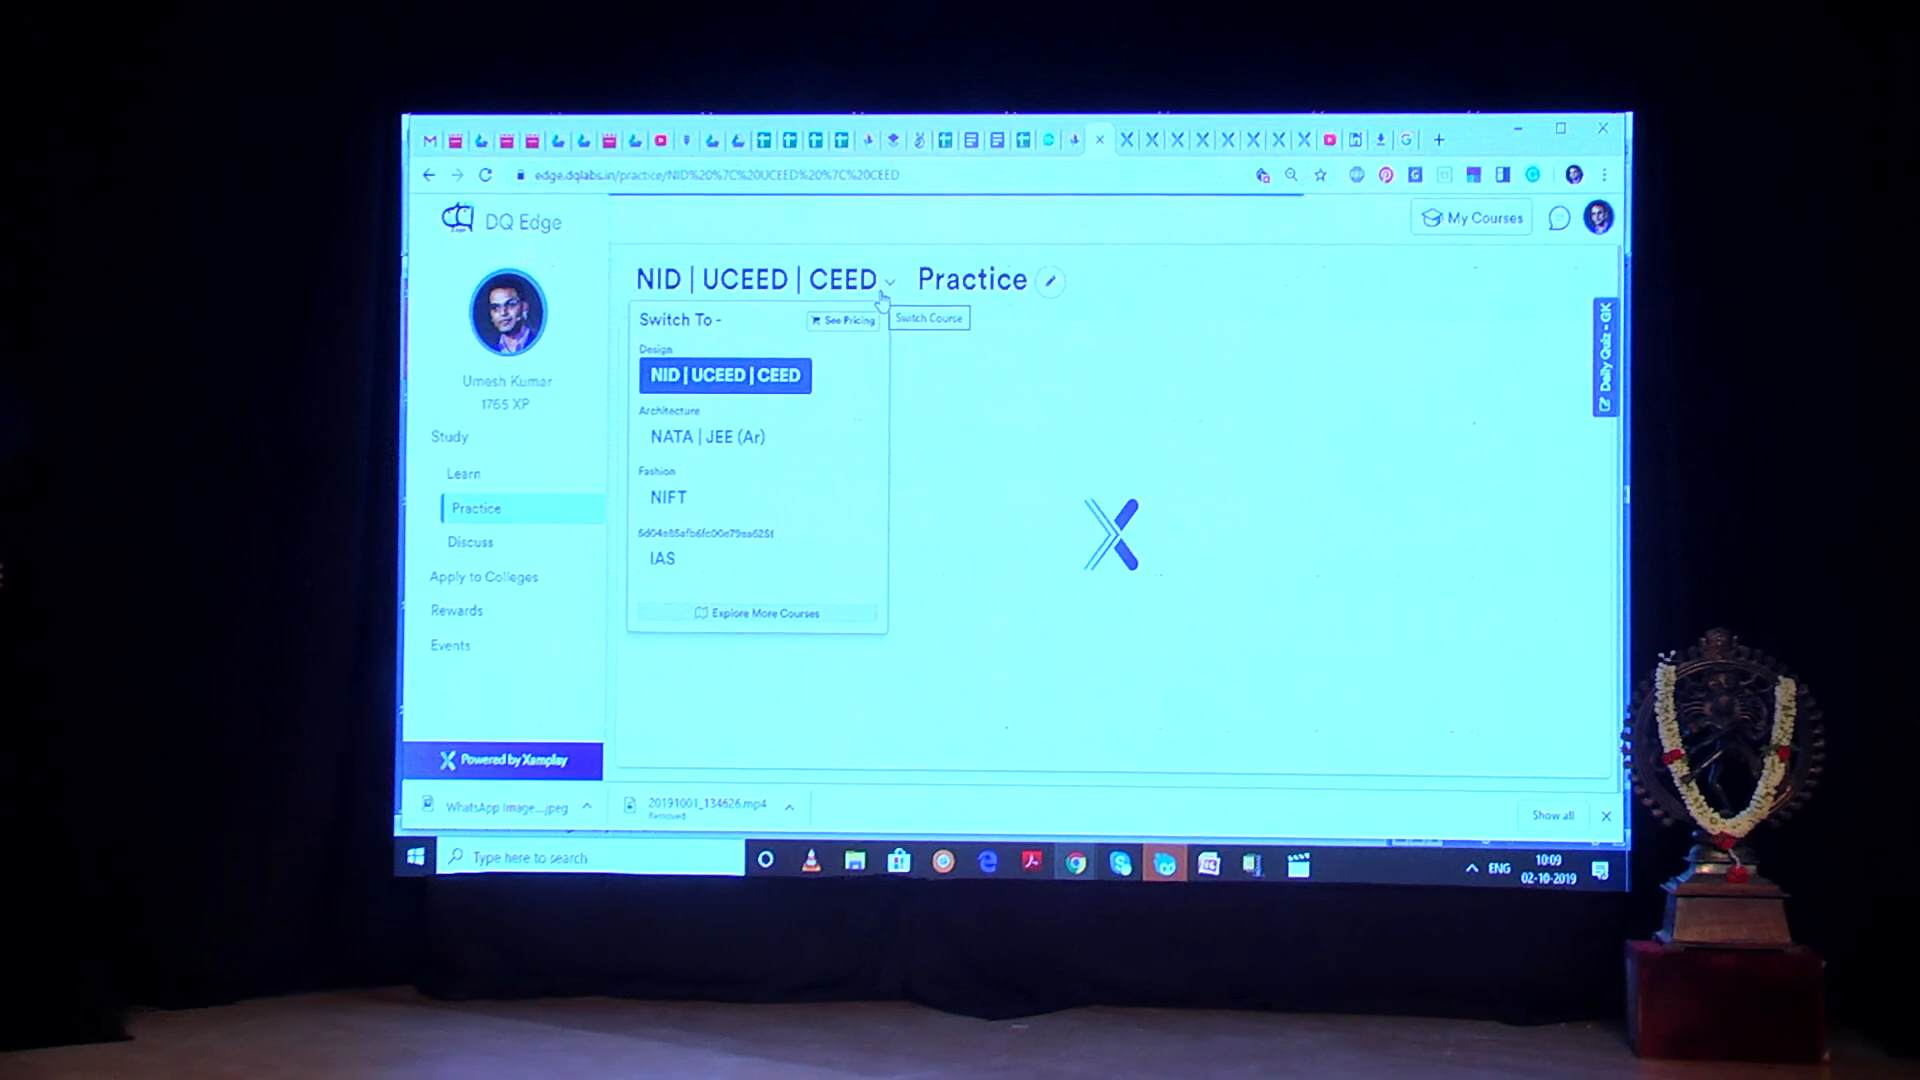 edge.dqlabs.in/practice/NID%20%7C%20UCEED%20%7C%20CEED
DQ Edge
My Courses
NID | UCEED | CEED Practice
Switch To -
See Pricing
Switch Course
Design
NID | UCEED | CEED
Architecture
NATA | JEE (Ar)
Fashion
NIFT
IAS
Explore More Courses
Daily Quiz - GK
Umesh Kumar
1765 XP
Study
Learn
Practice
Discuss
Apply to Colleges
Rewards
Events
Powered by Xamplay
WhatsApp Image....jpeg
20191001_134626.mp4
Removed
Show all
Type here to search
ENG
10:09
02-10-2019